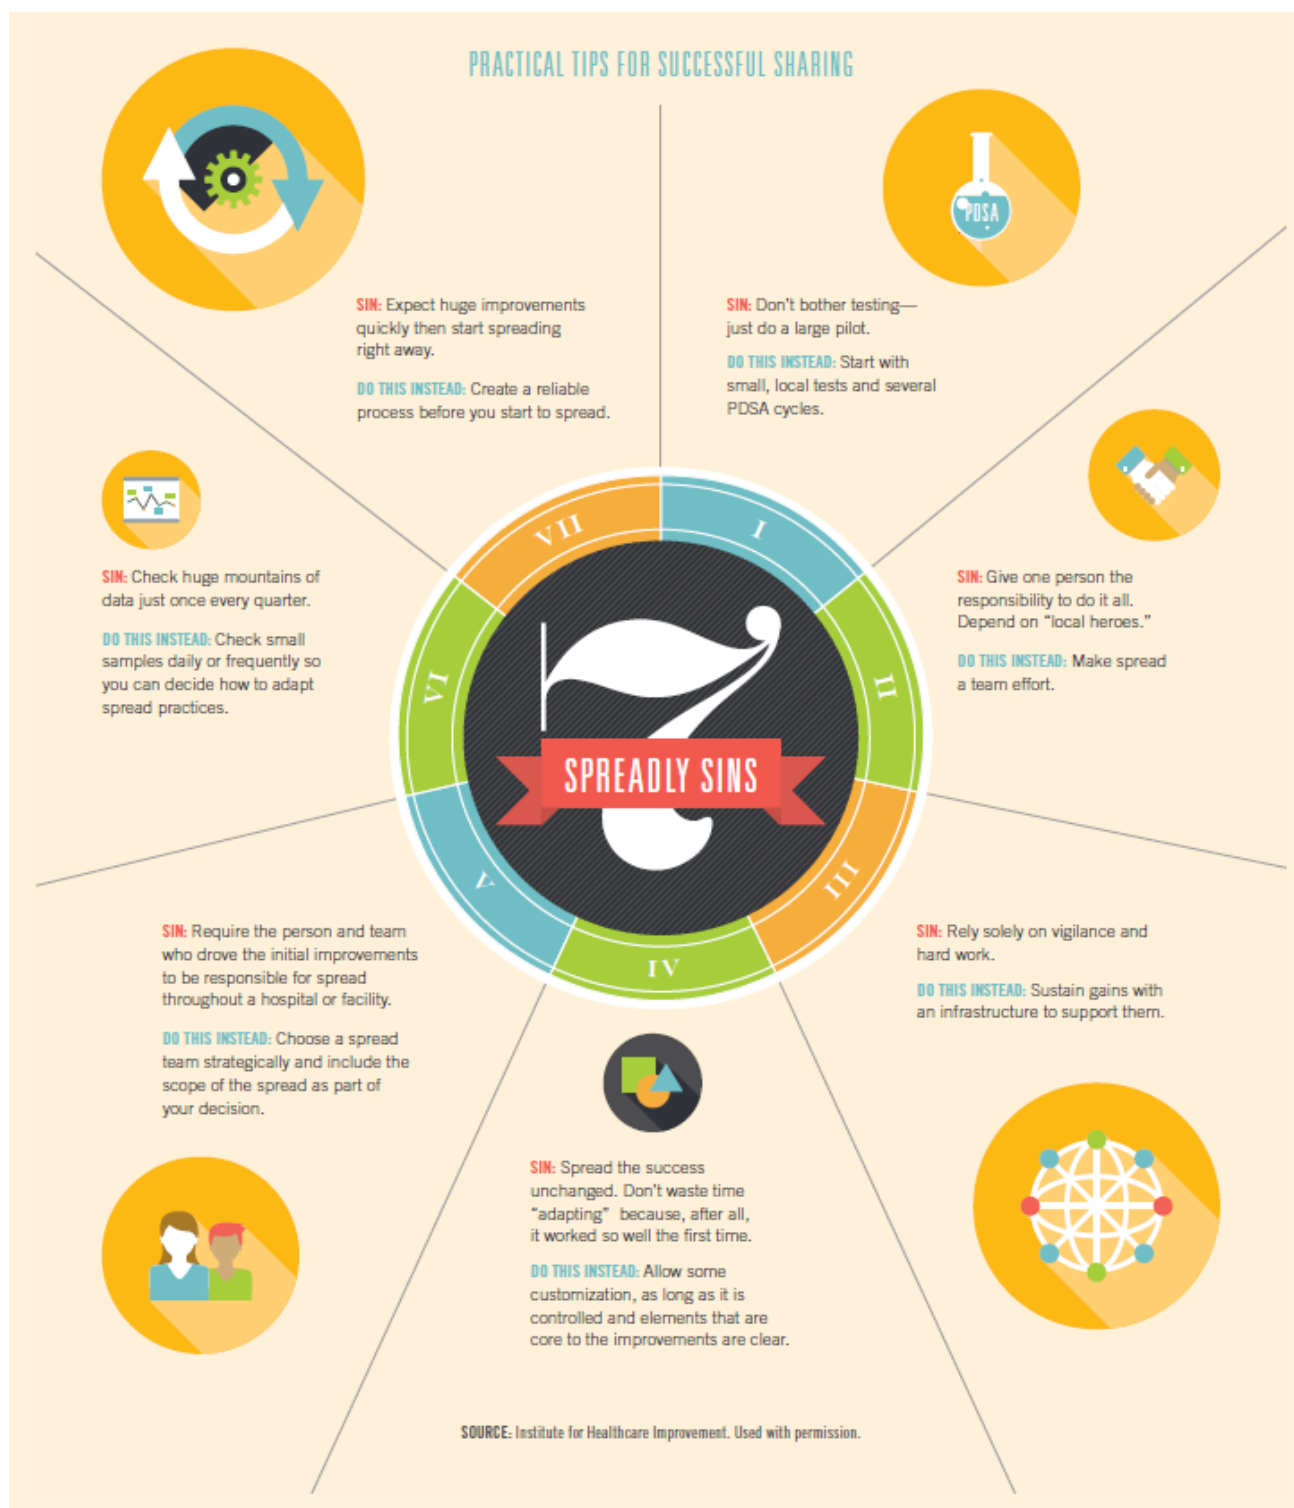 PRACTICAL TIPS FOR SUCCESSFUL SHARING
PDSA
SIN: Don't bother testing—
just do a large pilot.
DO THIS INSTEAD: Start with
small, local tests and several
PDSA cycles.
SIN: Give one person the
responsibility to do it all.
Depend on “local heroes.”
DO THIS INSTEAD: Make spread
a team effort.
SIN: Rely solely on vigilance and
hard work.
DO THIS INSTEAD: Sustain gains with
an infrastructure to support them.
SIN: Spread the success
unchanged. Don't waste time
“adapting” because, after all,
it worked so well the first time.
DO THIS INSTEAD: Allow some
customization, as long as it is
controlled and elements that are
core to the improvements are clear.
SIN: Require the person and team
who drove the initial improvements
to be responsible for spread
throughout a hospital or facility.
DO THIS INSTEAD: Choose a spread
team strategically and include the
scope of the spread as part of
your decision.
SIN: Check huge mountains of
data just once every quarter.
DO THIS INSTEAD: Check small
samples daily or frequently so
you can decide how to adapt
spread practices.
SIN: Expect huge improvements
quickly then start spreading
right away.
DO THIS INSTEAD: Create a reliable
process before you start to spread.
I
II
III
IV
V
VI
VII
7
SPREADLY SINS
SOURCE: Institute for Healthcare Improvement. Used with permission.